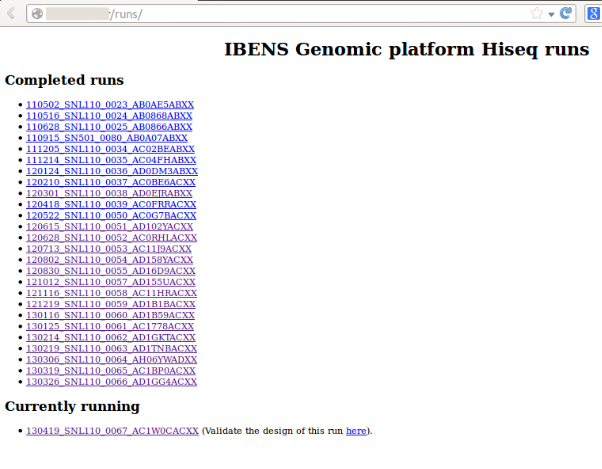 r/runs/
IBENS Genomic platform Hiseq runs
Completed runs
110502_SNL110_0023_AB0AE5ABXX
110516_SNL110_0024_AB0868ABXX
110628_SNL110_0025_AB0866ABXX
110915_SN501_0080_AB0A07ABXX
111205_SNL110_0034_AC02BEABXX
111214_SNL110_0035_AC04FHABXX
120124_SNL110_0036_AD0DM3ABXX
120210_SNL110_0037_AC0BE6ACXX
120301_SNL110_0038_AD0EJRABXX
120418_SNL110_0039_AC0FRRACXX
120522_SNL110_0050_AC0G7BACXX
120615_SNL110_0051_AD102YACXX
120628_SNL110_0052_AC0RHLACXX
120713_SNL110_0053_AC11J9ACXX
120802_SNL110_0054_AD158YACXX
120830_SNL110_0055_AD16D9ACXX
121012_SNL110_0057_AD155UACXX
121116_SNL110_0058_AC11HRACXX
121219_SNL110_0059_AD1B1BACXX
130116_SNL110_0060_AD1B59ACXX
130125_SNL110_0061_AC1778ACXX
130214_SNL110_0062_AD1GKTACXX
130219_SNL110_0063_AD1TNBACXX
130306_SNL110_0064_AH06YWADXX
130319_SNL110_0065_AC1BP0ACXX
130326_SNL110_0066_AD1GG4ACXX
Currently running
130419_SNL110_0067_AC1W0CACXX (Validate the design of this run here).